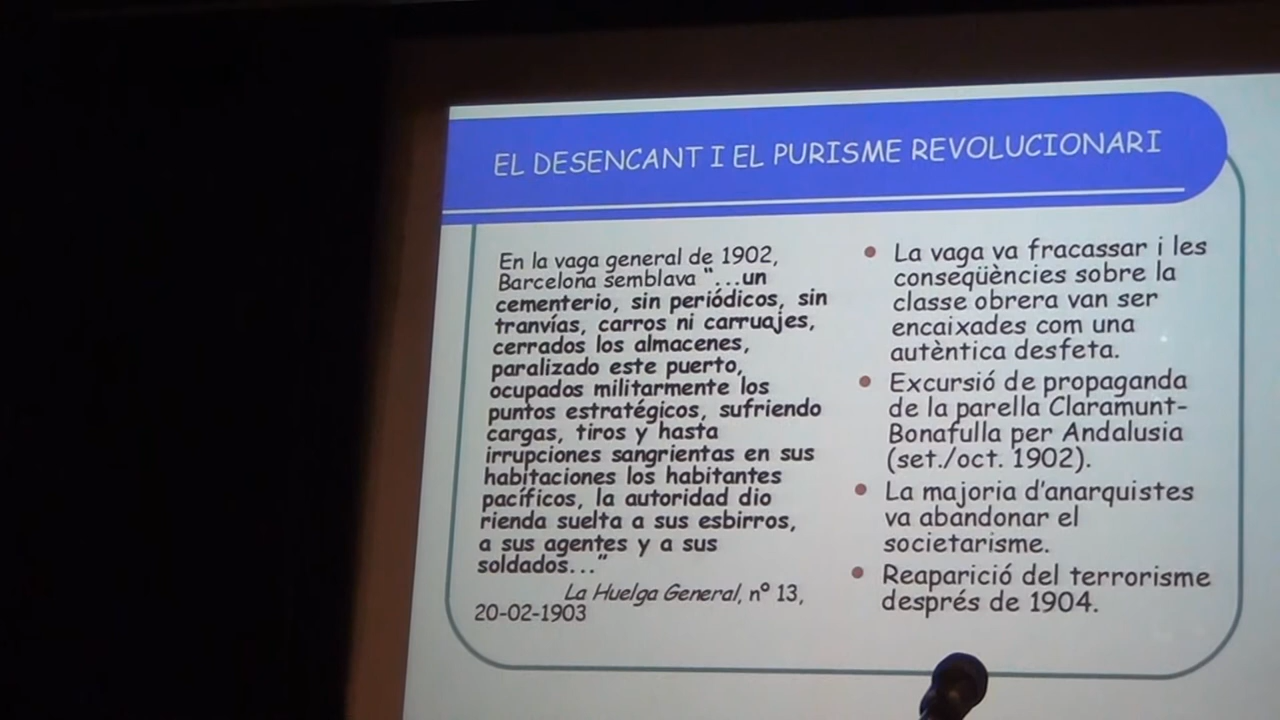 EL DESENCANT I EL PURISME REVOLUCIONARI
En la vaga general de 1902,
Barcelona semblava "...un
cementerio, sin periódicos, sin
tranvías, carros ni carruajes,
cerrados los almacenes,
paralizado este puerto,
ocupados militarmente los
puntos estratégicos, sufriendo
cargas, tiros y hasta
irrupciones sangrientas en sus
habitaciones los habitantes
pacíficos, la autoridad dio
rienda suelta a sus esbirros,
a sus agentes y a sus
soldados..."
La Huelga General, nº 13,
20-02-1903
• La vaga va fracassar i les
conseqüències sobre la
classe obrera van ser
encaixades com una
autèntica desfeta.
• Excursió de propaganda
de la parella Claramunt-
Bonafulla per Andalusia
(set./oct. 1902).
• La majoria d'anarquistes
va abandonar el
societarisme.
• Reaparició del terrorisme
després de 1904.